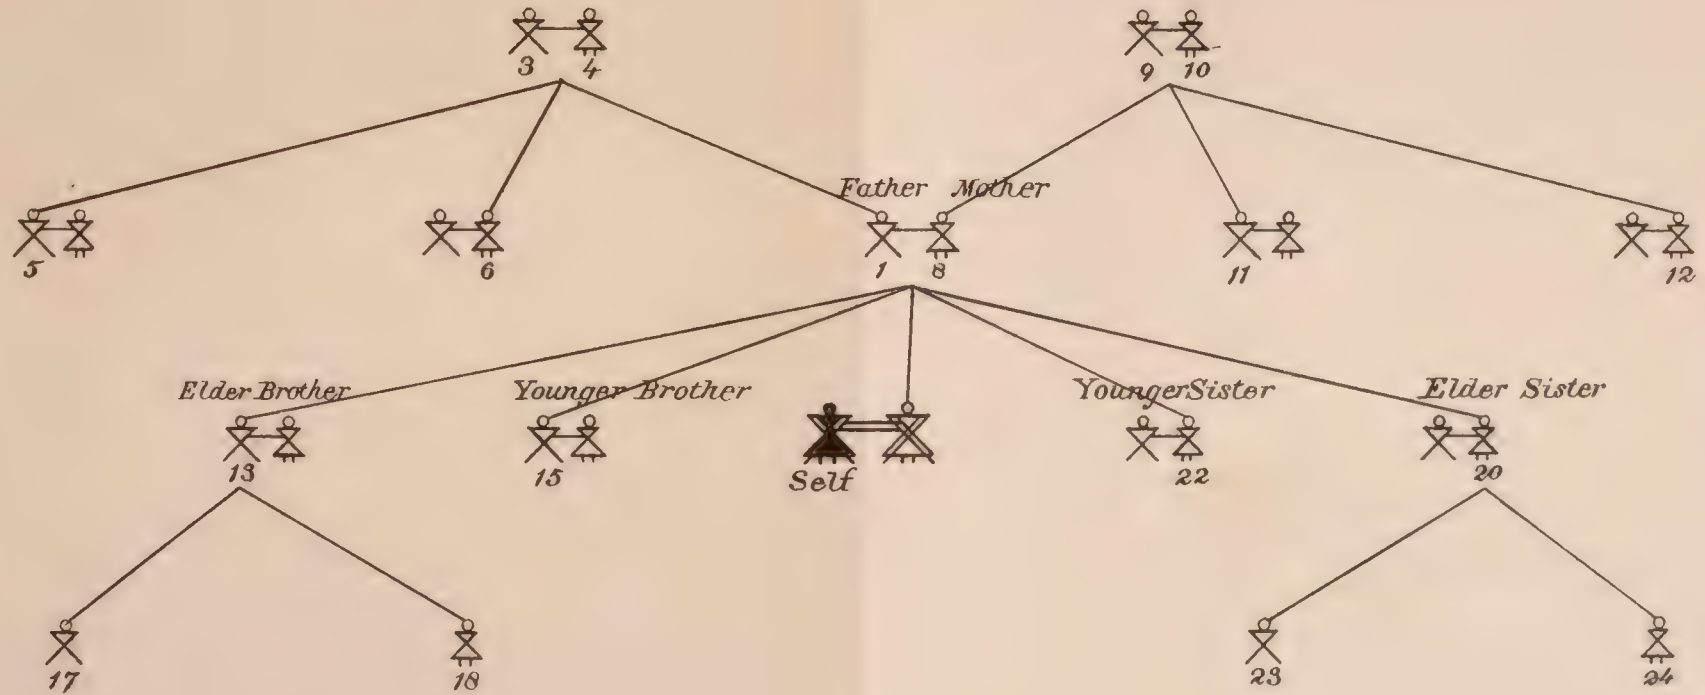 3 4 9 10
Father Mother
5 6 1 8 11 12
Elder Brother Younger Brother Younger Sister Elder Sister
13 15 Self 22 20
17 18 23 24